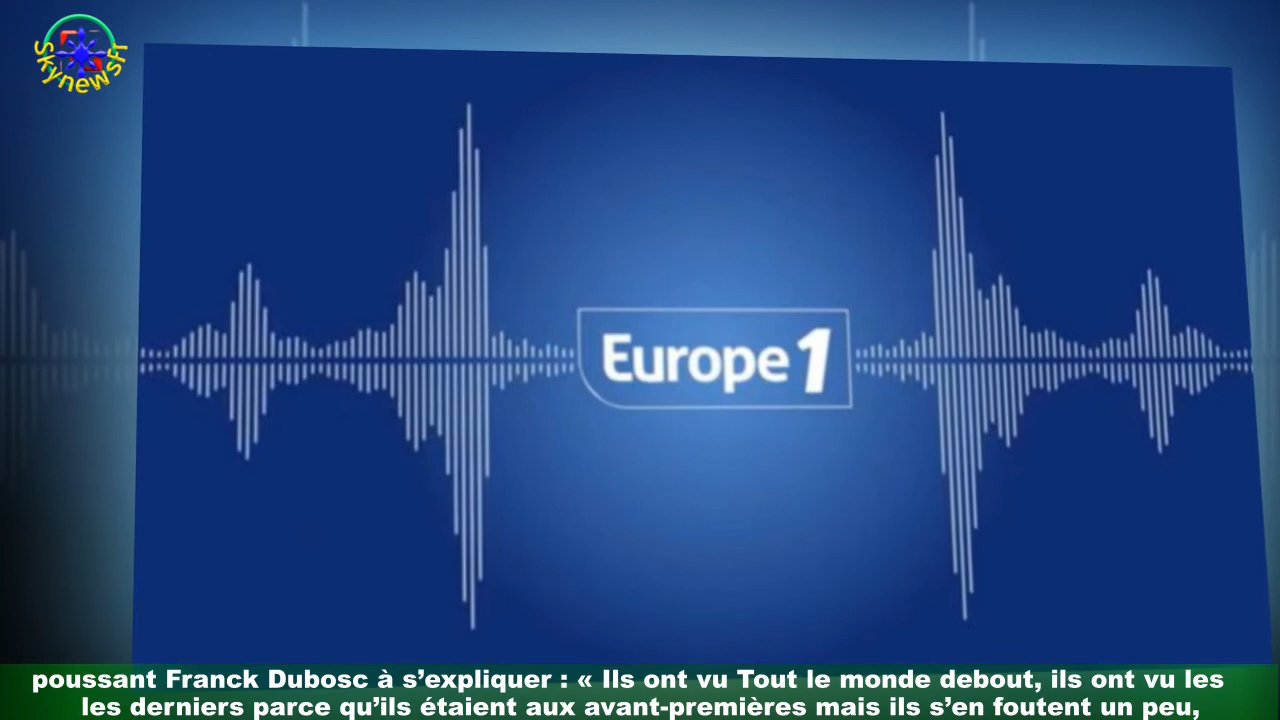 SkynewsFr
Europe 1
poussant Franck Dubosc à s’expliquer : « Ils ont vu Tout le monde debout, ils ont vu les
les derniers parce qu’ils étaient aux avant-premières mais ils s’en foutent un peu,